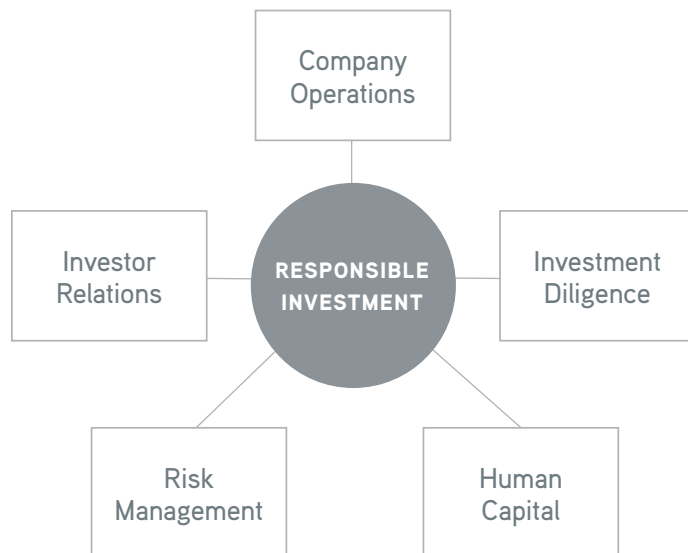 Company
Operations
Investor
Relations
RESPONSIBLE
INVESTMENT
Investment
Diligence
Risk
Management
Human
Capital